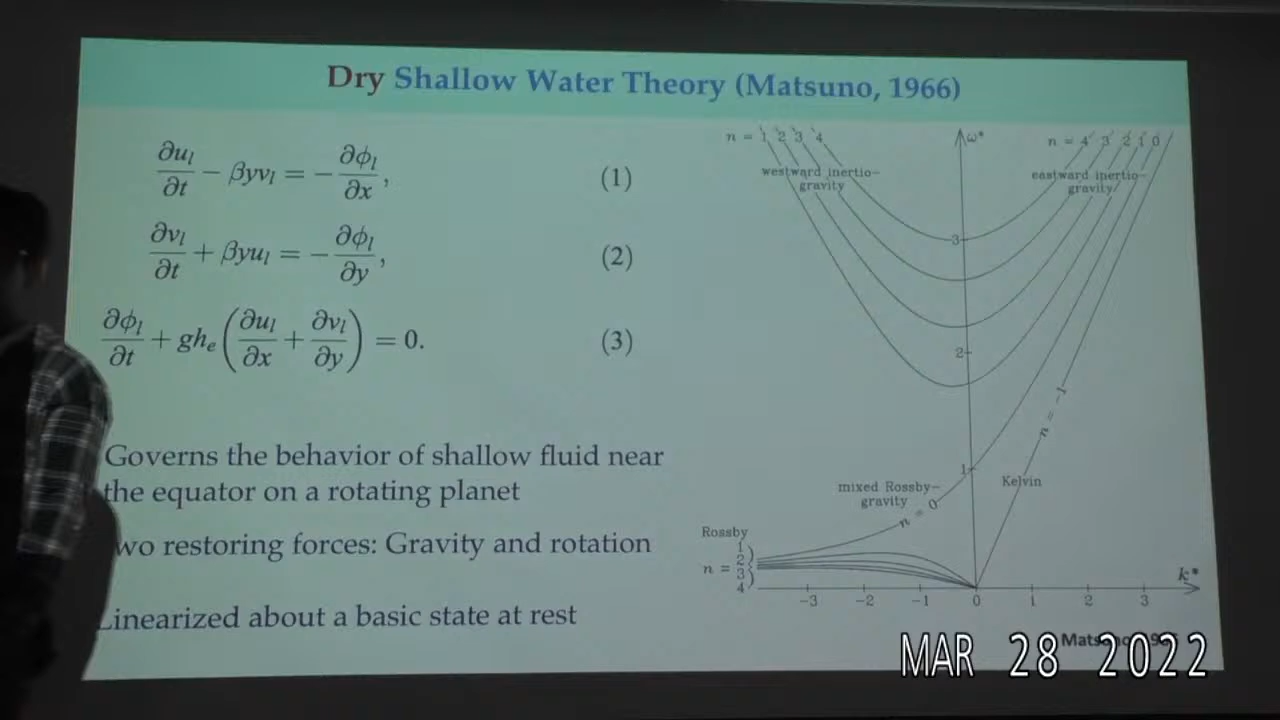 Dry Shallow Water Theory (Matsuno, 1966)
∂u_l/∂t − βyv_l = −∂ϕ_l/∂x, (1)
∂v_l/∂t + βyu_l = −∂ϕ_l/∂y, (2)
∂ϕ_l/∂t + gh_e (∂u_l/∂x + ∂v_l/∂y) = 0. (3)
Governs the behavior of shallow fluid near
the equator on a rotating planet
wo restoring forces: Gravity and rotation
Linearized about a basic state at rest
n = 1 2 3 4
ω*
n = 4 3 2 1 0
westward inertio-
gravity
eastward inertio-
gravity
3
2
1
n = −1
Kelvin
mixed Rossby-
gravity
n = 0
Rossby
n =
1
2
3
4
k*
−3 −2 −1 0 1 2 3
MAR 28 2022